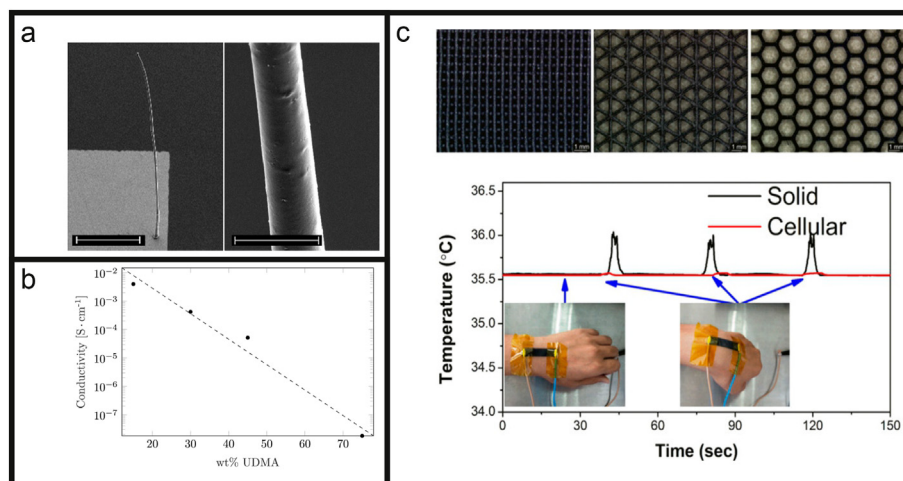 a
b
10⁻²
10⁻³
10⁻⁴
10⁻⁵
10⁻⁶
10⁻⁷
Conductivity [S · cm⁻¹]
20 30 40 50 60 70
wt% UDMA
c
1 mm 1 mm 1 mm
36.5
36.0
35.5
35.0
34.5
34.0
Temperature (°C)
Solid
Cellular
0 30 60 90 120 150
Time (sec)